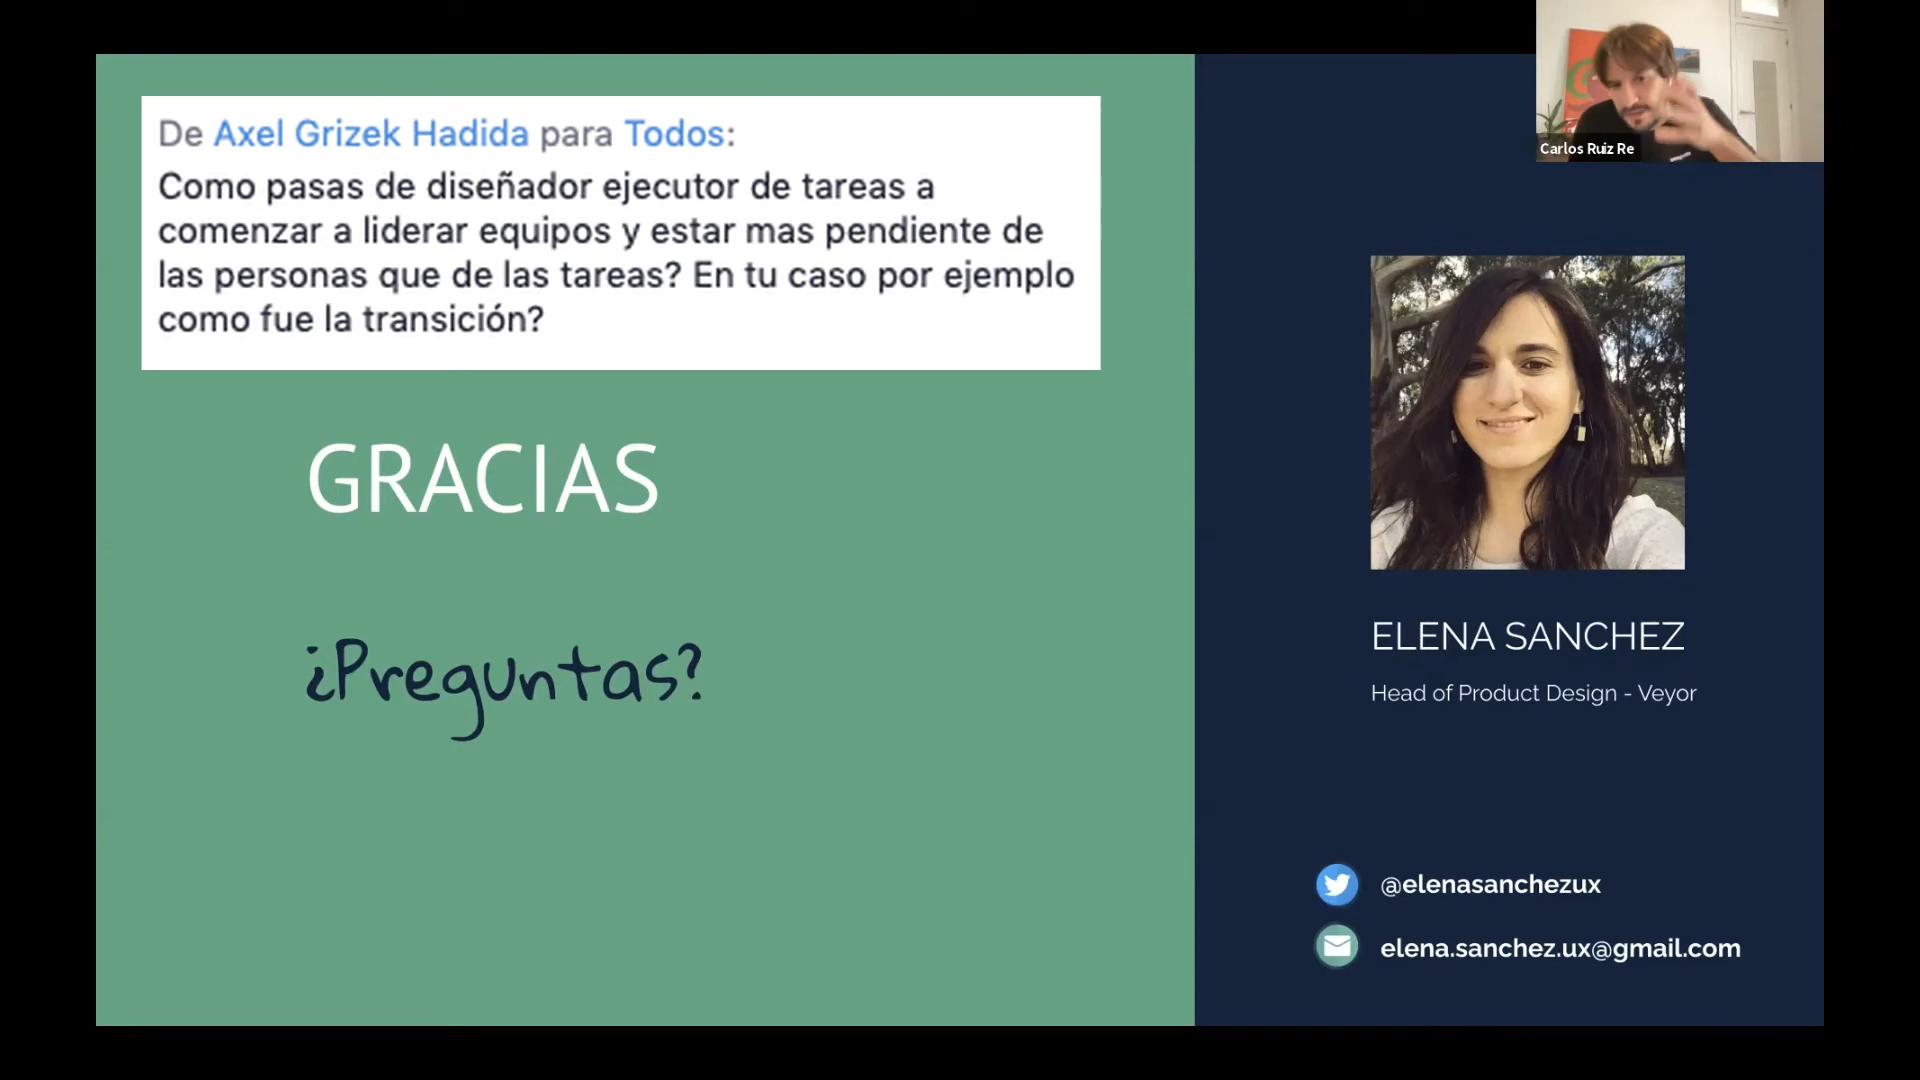 De Axel Grizek Hadida para Todos:
Como pasas de diseñador ejecutor de tareas a
comenzar a liderar equipos y estar mas pendiente de
las personas que de las tareas? En tu caso por ejemplo
como fue la transición?
GRACIAS
¿Preguntas?
Carlos Ruiz Re
ELENA SANCHEZ
Head of Product Design - Veyor
@elenasanchezux
elena.sanchez.ux@gmail.com